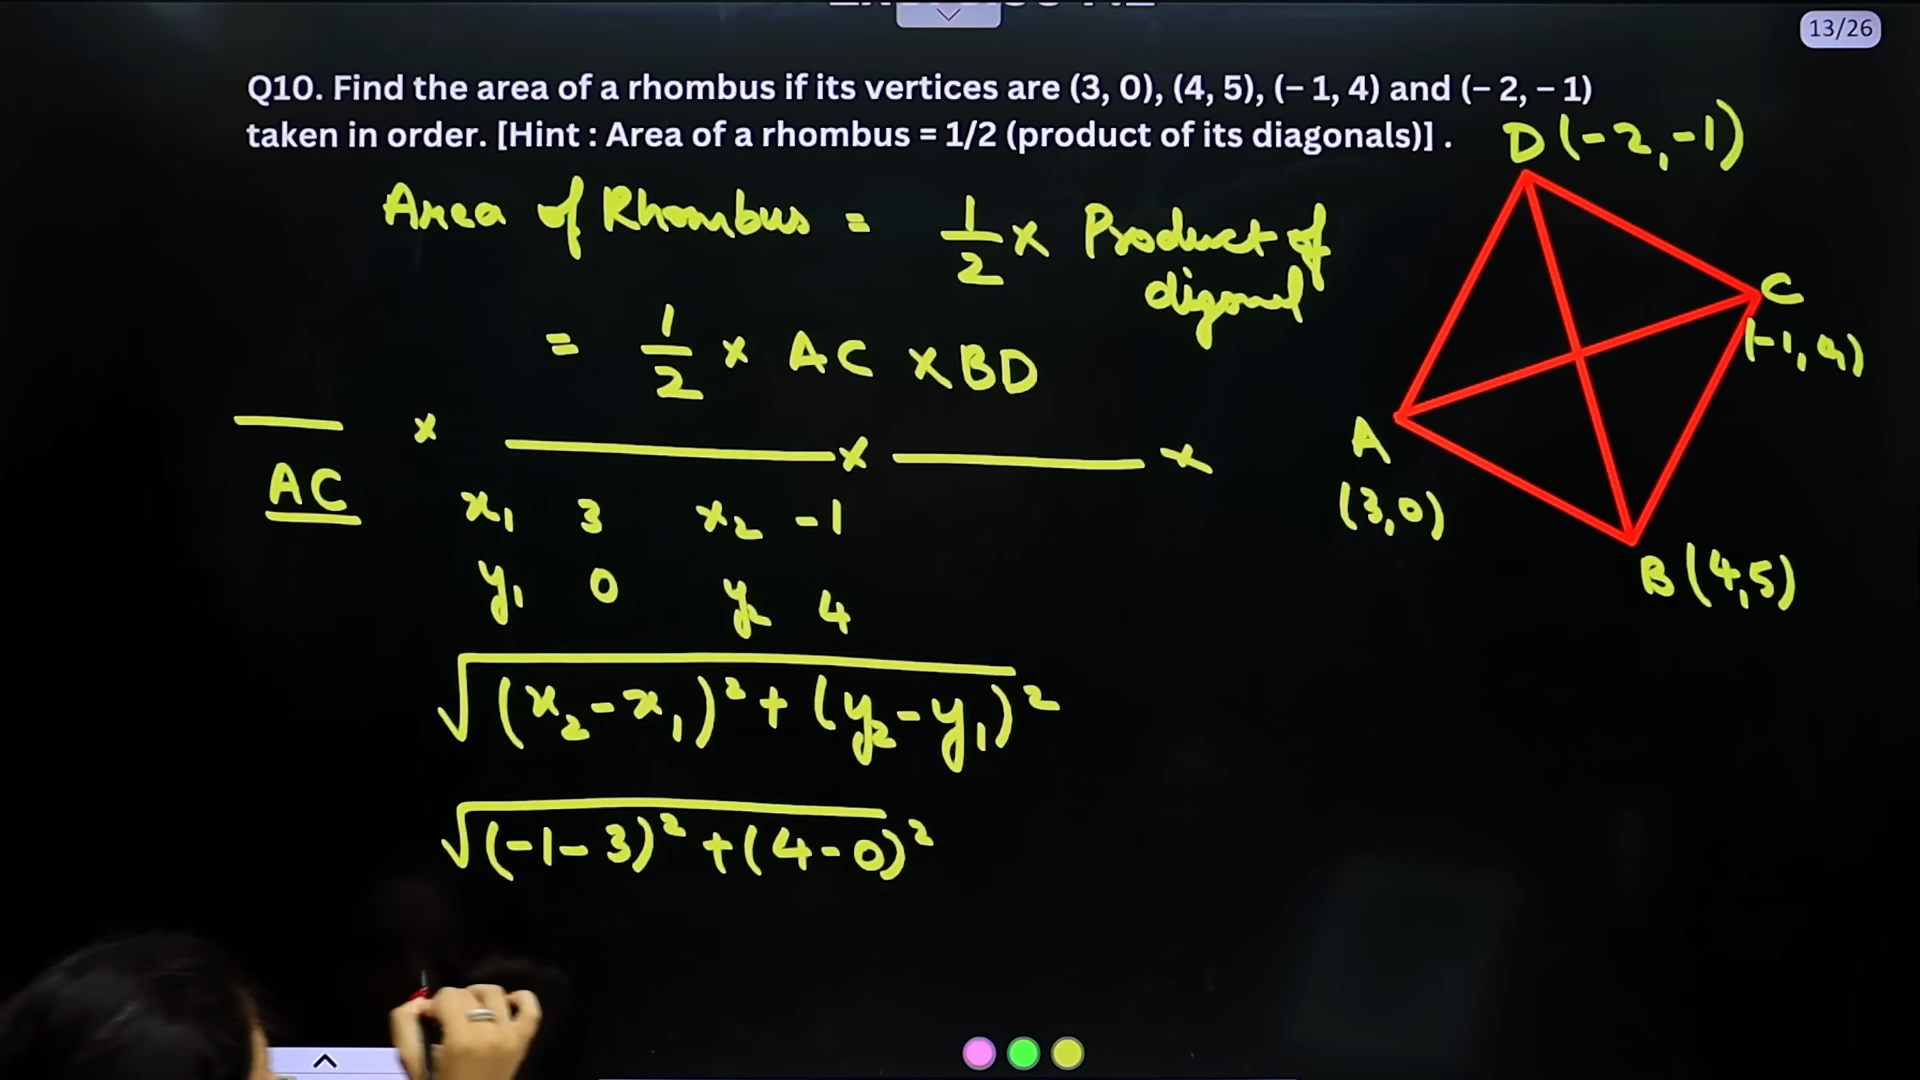 13/26
Q10. Find the area of a rhombus if its vertices are (3, 0), (4, 5), (– 1, 4) and (– 2, – 1)
taken in order. [Hint : Area of a rhombus = 1/2 (product of its diagonals)] .
D (-2,-1)
Area of Rhombus = 1/2 x Product of
digonal
= 1/2 x AC x BD
C
(-1, 4)
x x x
A
AC x₁ 3 x₂ -1
(3,0)
y₁ 0 y₂ 4
B (4,5)
√(x₂-x₁)² + (y₂-y₁)²
√(-1-3)² + (4-0)²